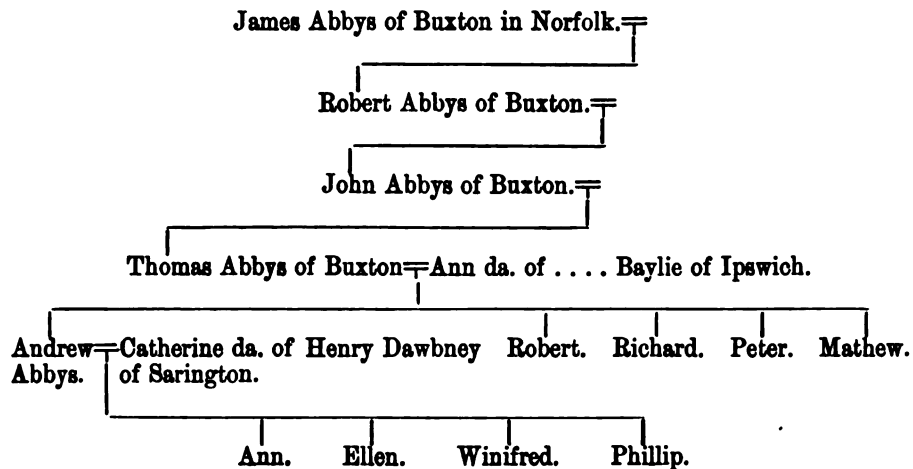 James Abbys of Buxton in Norfolk.
Robert Abbys of Buxton.
John Abbys of Buxton.
Thomas Abbys of Buxton Ann da. of .... Baylie of Ipswich.
Andrew Catherine da. of Henry Dawbney Robert. Richard. Peter. Mathew.
Abbys. of Sarington.
Ann. Ellen. Winifred. Phillip.